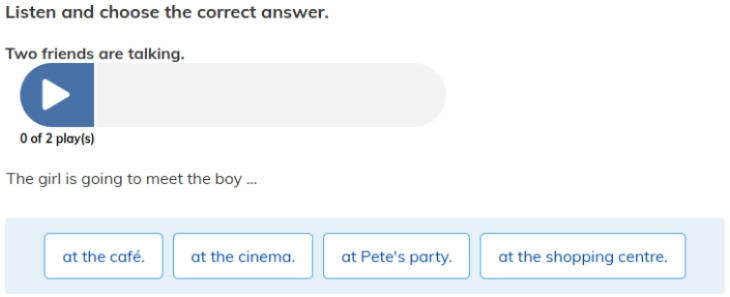 Listen and choose the correct answer.
Two friends are talking.
0 of 2 play(s)
The girl is going to meet the boy ...
at the café. at the cinema. at Pete's party. at the shopping centre.